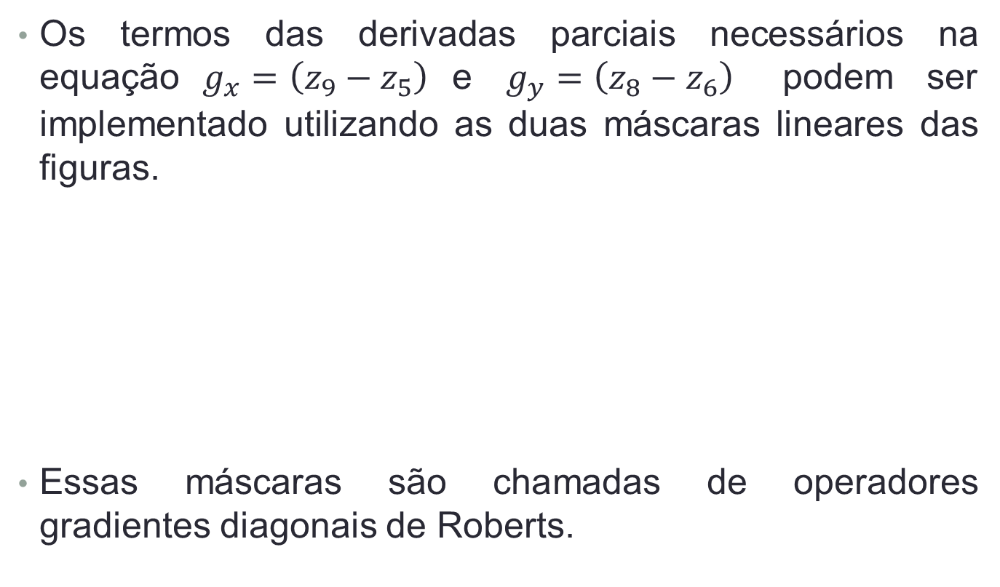 • Os termos das derivadas parciais necessários na
equação $g_x = (z_9 - z_5)$ e $g_y = (z_8 - z_6)$ podem ser
implementado utilizando as duas máscaras lineares das
figuras.
• Essas máscaras são chamadas de operadores
gradientes diagonais de Roberts.